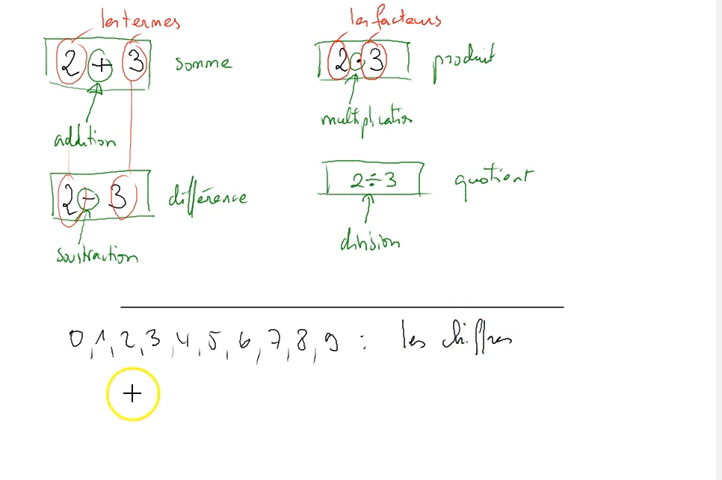 les termes
les facteurs
2 + 3 somme
2 · 3 produit
addition
multiplication
2 - 3 différence
2 ÷ 3 quotient
soustraction
division
0, 1, 2, 3, 4, 5, 6, 7, 8, 9 : les chiffres